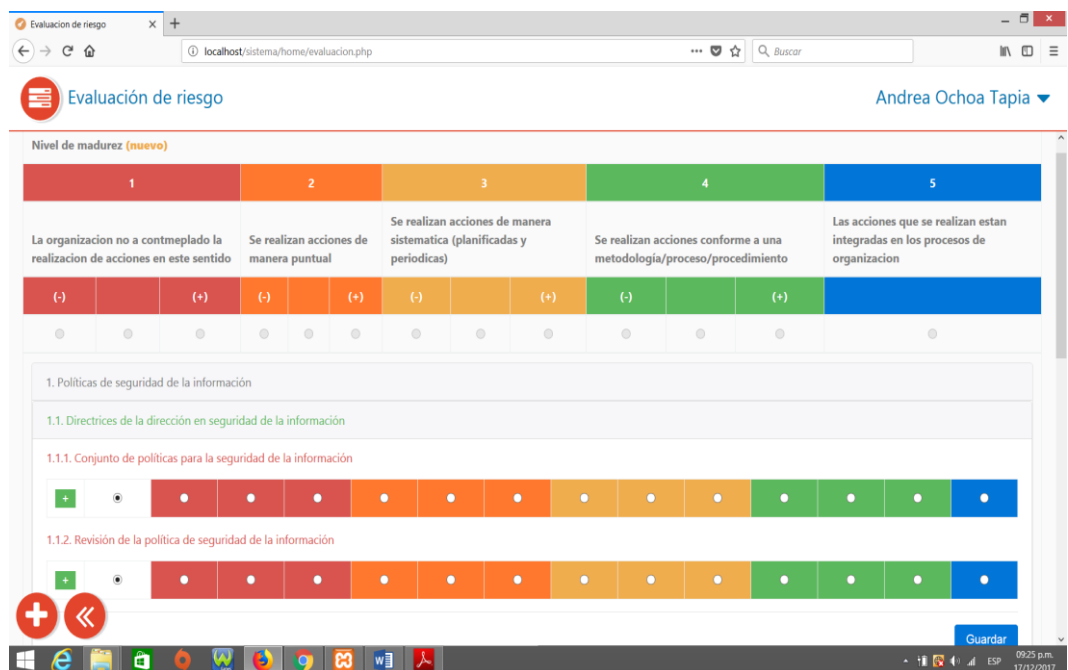 Evaluacion de riesgo
localhost/sistema/home/evaluacion.php
Buscar
Evaluación de riesgo
Andrea Ochoa Tapia
Nivel de madurez (nuevo)
1 2 3 4 5
La organizacion no a contmeplado la realizacion de acciones en este sentido
Se realizan acciones de manera puntual
Se realizan acciones de manera sistematica (planificadas y periodicas)
Se realizan acciones conforme a una metodología/proceso/procedimiento
Las acciones que se realizan estan integradas en los procesos de organizacion
(-) (+) (-) (+) (-) (+) (-) (+)
1. Políticas de seguridad de la información
1.1. Directrices de la dirección en seguridad de la información
1.1.1. Conjunto de políticas para la seguridad de la información
+
1.1.2. Revisión de la política de seguridad de la información
+
Guardar
ESP
09:25 p.m.
17/12/2017